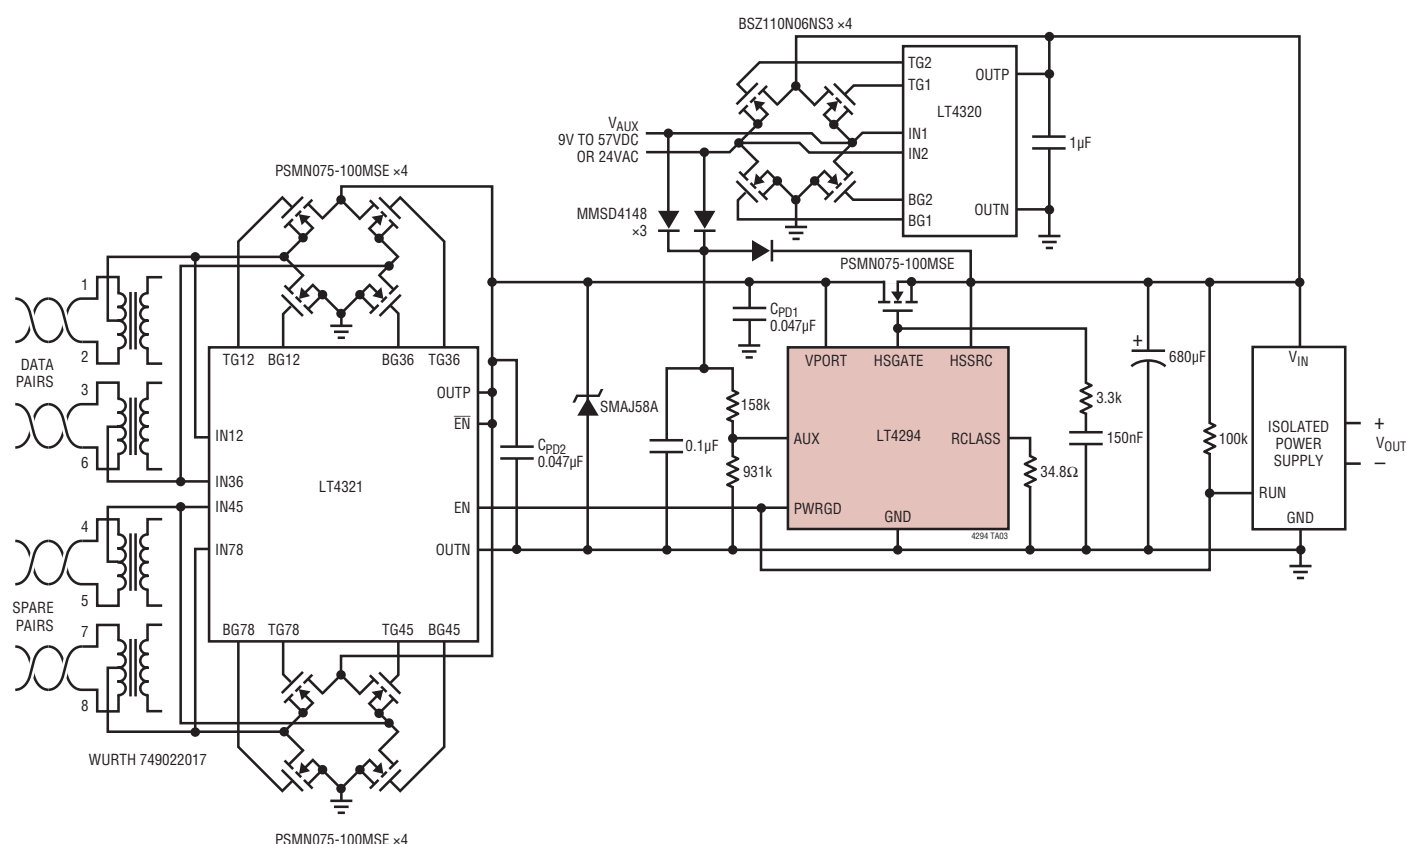 BSZ110N06NS3 ×4
TG2
OUTP
TG1
LT4320
VAUX
9V TO 57VDC
OR 24VAC
IN1
IN2
1µF
BG2
OUTN
BG1
MMSD4148
×3
PSMN075-100MSE ×4
PSMN075-100MSE
1
2
DATA
PAIRS
3
6
TG12
BG12
BG36
TG36
OUTP
EN
IN12
IN36
LT4321
IN45
EN
IN78
OUTN
BG78
TG78
TG45
BG45
CPD2
0.047µF
SMAJ58A
CPD1
0.047µF
0.1µF
158k
931k
VPORT
HSGATE
HSSRC
AUX
LT4294
RCLASS
PWRGD
GND
4294 TA03
34.8Ω
3.3k
150nF
+
680µF
100k
VIN
ISOLATED
POWER
SUPPLY
RUN
GND
+
VOUT
–
4
5
SPARE
PAIRS
7
8
WURTH 749022017
PSMN075-100MSE ×4